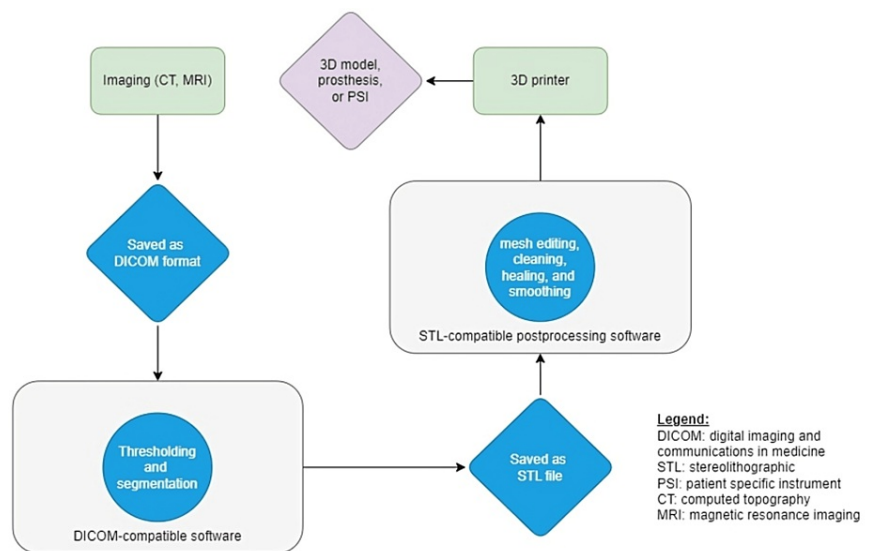 Imaging (CT, MRI)
Saved as
DICOM format
Thresholding
and
segmentation
DICOM-compatible software
Saved as
STL file
mesh editing,
cleaning,
healing, and
smoothing
STL-compatible postprocessing software
3D printer
3D model,
prosthesis,
or PSI
Legend:
DICOM: digital imaging and
communications in medicine
STL: stereolithographic
PSI: patient specific instrument
CT: computed topography
MRI: magnetic resonance imaging